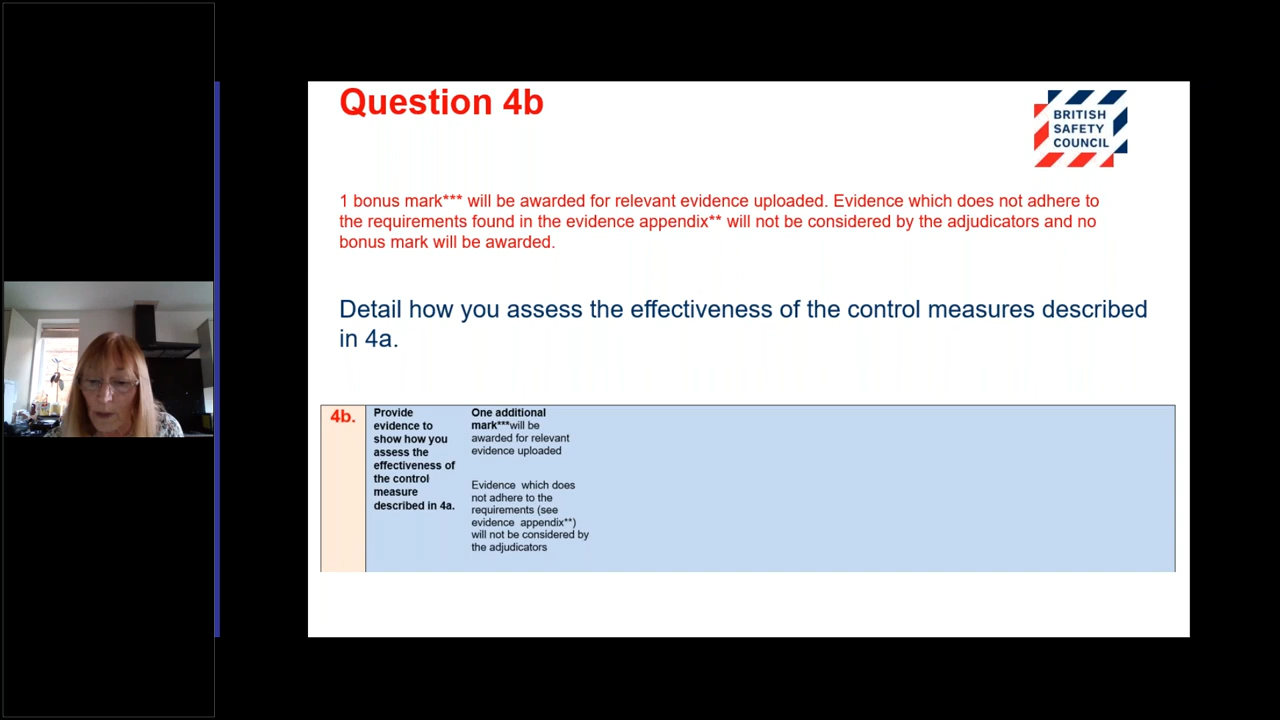 Question 4b
BRITISH
SAFETY
COUNCIL
1 bonus mark*** will be awarded for relevant evidence uploaded. Evidence which does not adhere to
the requirements found in the evidence appendix** will not be considered by the adjudicators and no
bonus mark will be awarded.
Detail how you assess the effectiveness of the control measures described
in 4a.
4b.
Provide
evidence to
show how you
assess the
effectiveness of
the control
measure
described in 4a.
One additional
mark***will be
awarded for relevant
evidence uploaded
Evidence which does
not adhere to the
requirements (see
evidence appendix**)
will not be considered by
the adjudicators